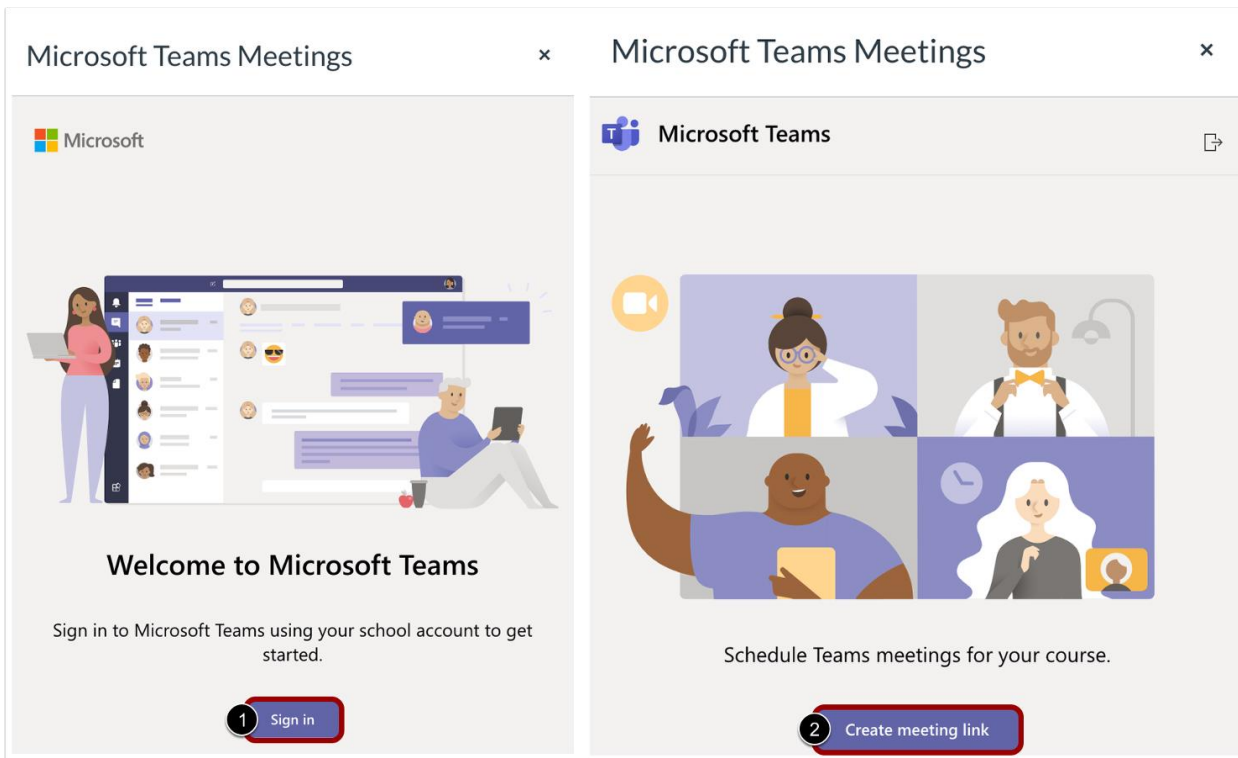 Microsoft Teams Meetings ×
Microsoft
Welcome to Microsoft Teams
Sign in to Microsoft Teams using your school account to get
started.
1 Sign in
Microsoft Teams Meetings ×
T Microsoft Teams
Schedule Teams meetings for your course.
2 Create meeting link